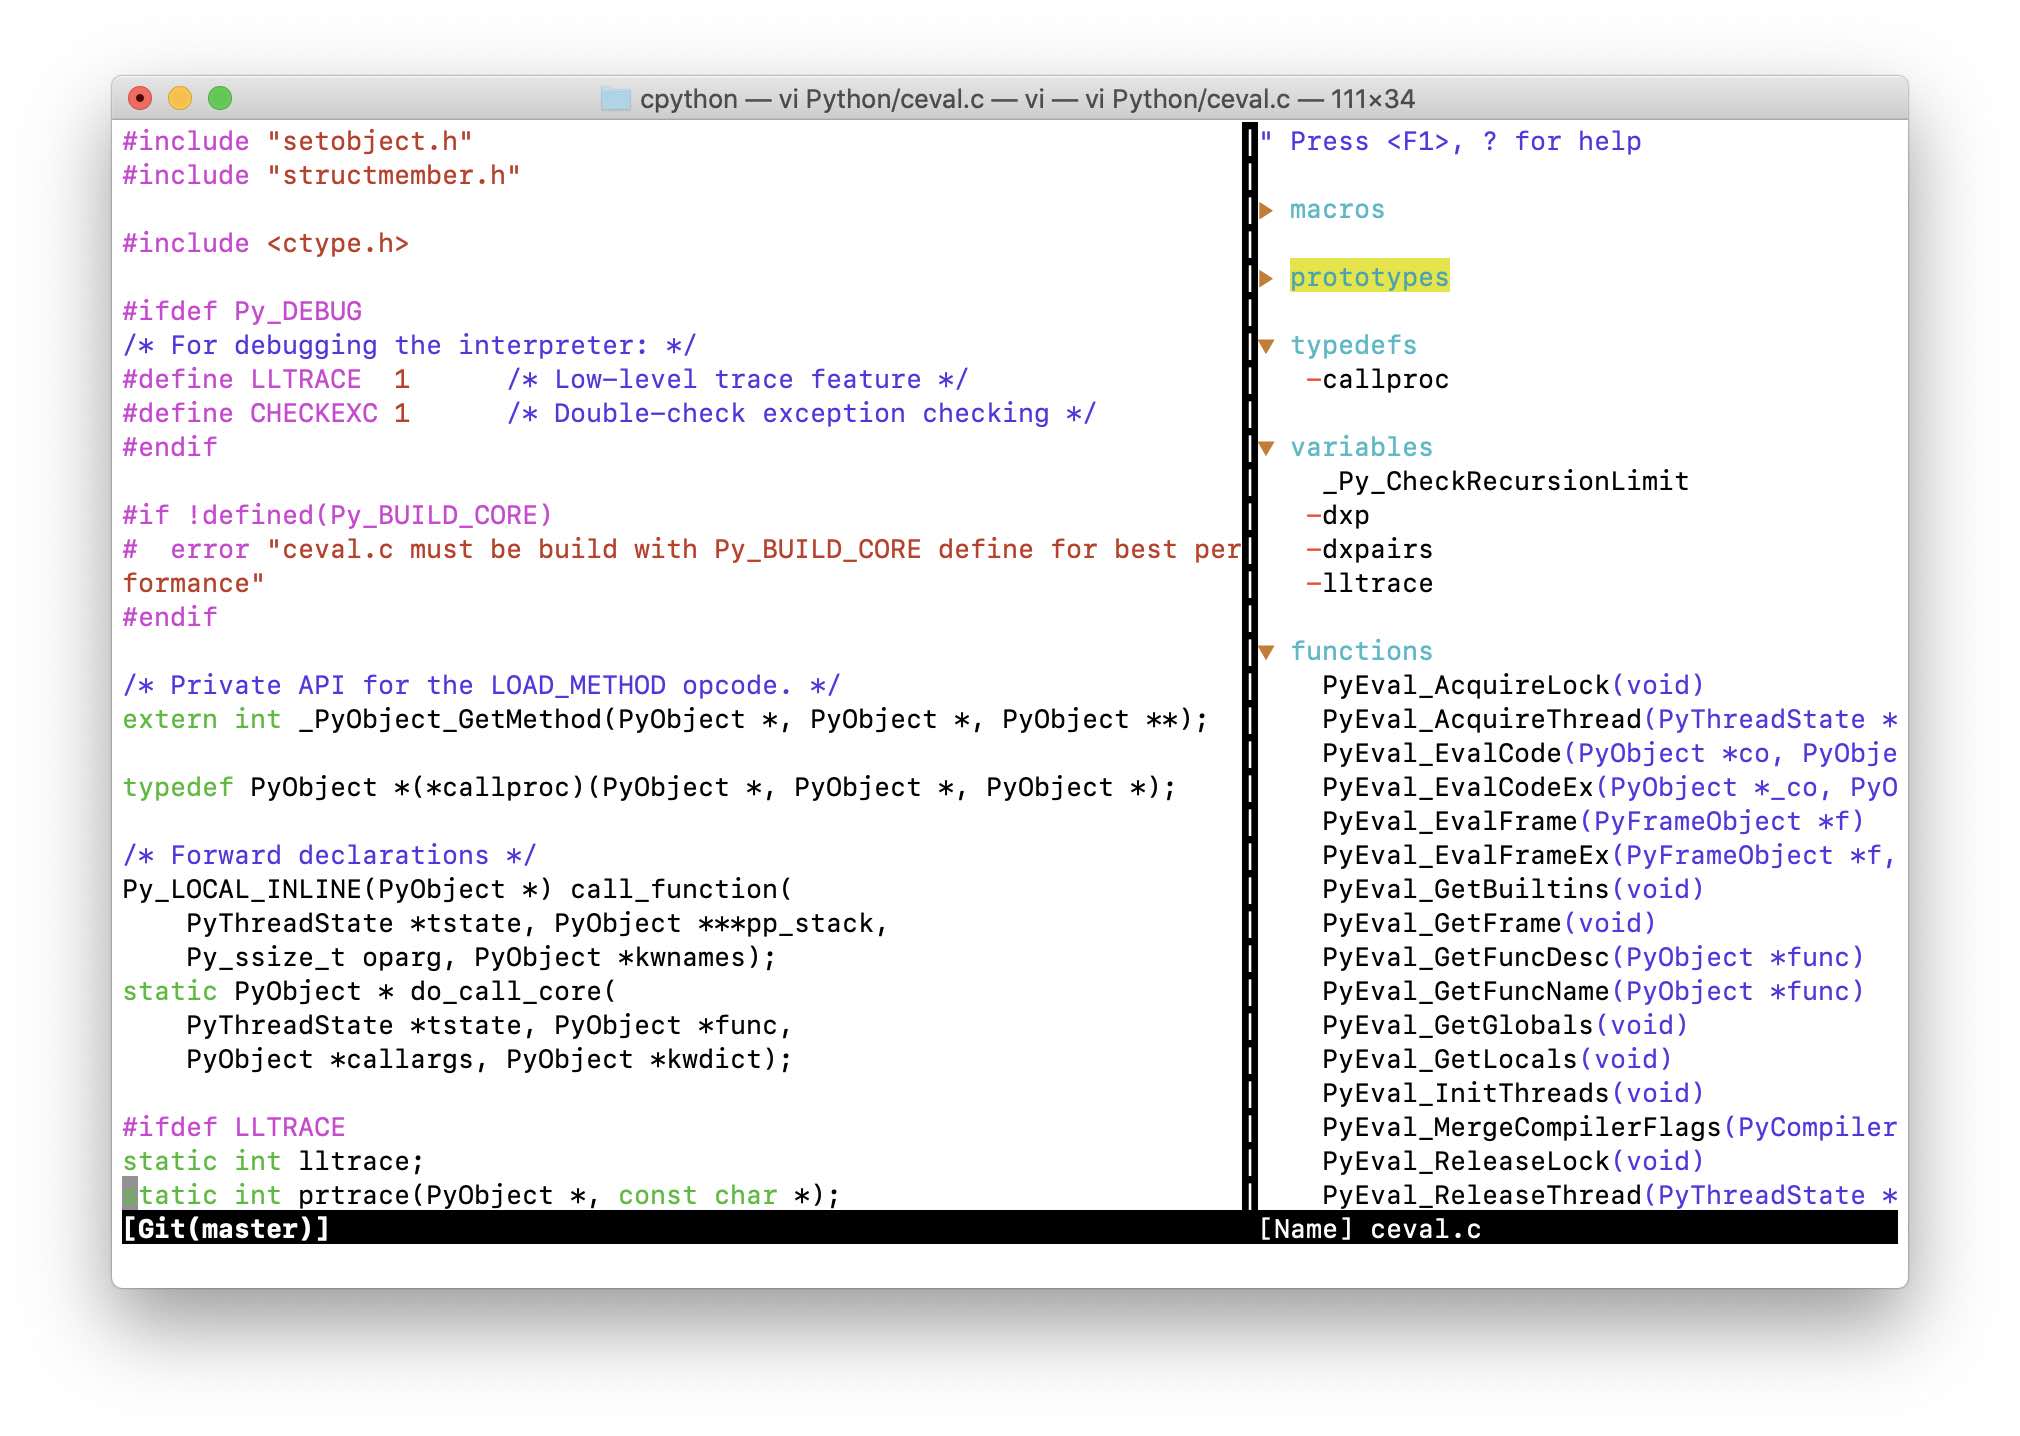 cpython — vi Python/ceval.c — vi — vi Python/ceval.c — 111×34
#include "setobject.h"
#include "structmember.h"
#include <ctype.h>
#ifdef Py_DEBUG
/* For debugging the interpreter: */
#define LLTRACE  1      /* Low-level trace feature */
#define CHECKEXC 1      /* Double-check exception checking */
#endif
#if !defined(Py_BUILD_CORE)
#  error "ceval.c must be build with Py_BUILD_CORE define for best per
formance"
#endif
/* Private API for the LOAD_METHOD opcode. */
extern int _PyObject_GetMethod(PyObject *, PyObject *, PyObject **);
typedef PyObject *(*callproc)(PyObject *, PyObject *, PyObject *);
/* Forward declarations */
Py_LOCAL_INLINE(PyObject *) call_function(
    PyThreadState *tstate, PyObject ***pp_stack,
    Py_ssize_t oparg, PyObject *kwnames);
static PyObject * do_call_core(
    PyThreadState *tstate, PyObject *func,
    PyObject *callargs, PyObject *kwdict);
#ifdef LLTRACE
static int lltrace;
static int prtrace(PyObject *, const char *);
[Git(master)]
" Press <F1>, ? for help
▶ macros
▶ prototypes
▼ typedefs
   -callproc
▼ variables
    _Py_CheckRecursionLimit
   -dxp
   -dxpairs
   -lltrace
▼ functions
    PyEval_AcquireLock(void)
    PyEval_AcquireThread(PyThreadState *
    PyEval_EvalCode(PyObject *co, PyObje
    PyEval_EvalCodeEx(PyObject *_co, PyO
    PyEval_EvalFrame(PyFrameObject *f)
    PyEval_EvalFrameEx(PyFrameObject *f,
    PyEval_GetBuiltins(void)
    PyEval_GetFrame(void)
    PyEval_GetFuncDesc(PyObject *func)
    PyEval_GetFuncName(PyObject *func)
    PyEval_GetGlobals(void)
    PyEval_GetLocals(void)
    PyEval_InitThreads(void)
    PyEval_MergeCompilerFlags(PyCompiler
    PyEval_ReleaseLock(void)
    PyEval_ReleaseThread(PyThreadState *
[Name] ceval.c